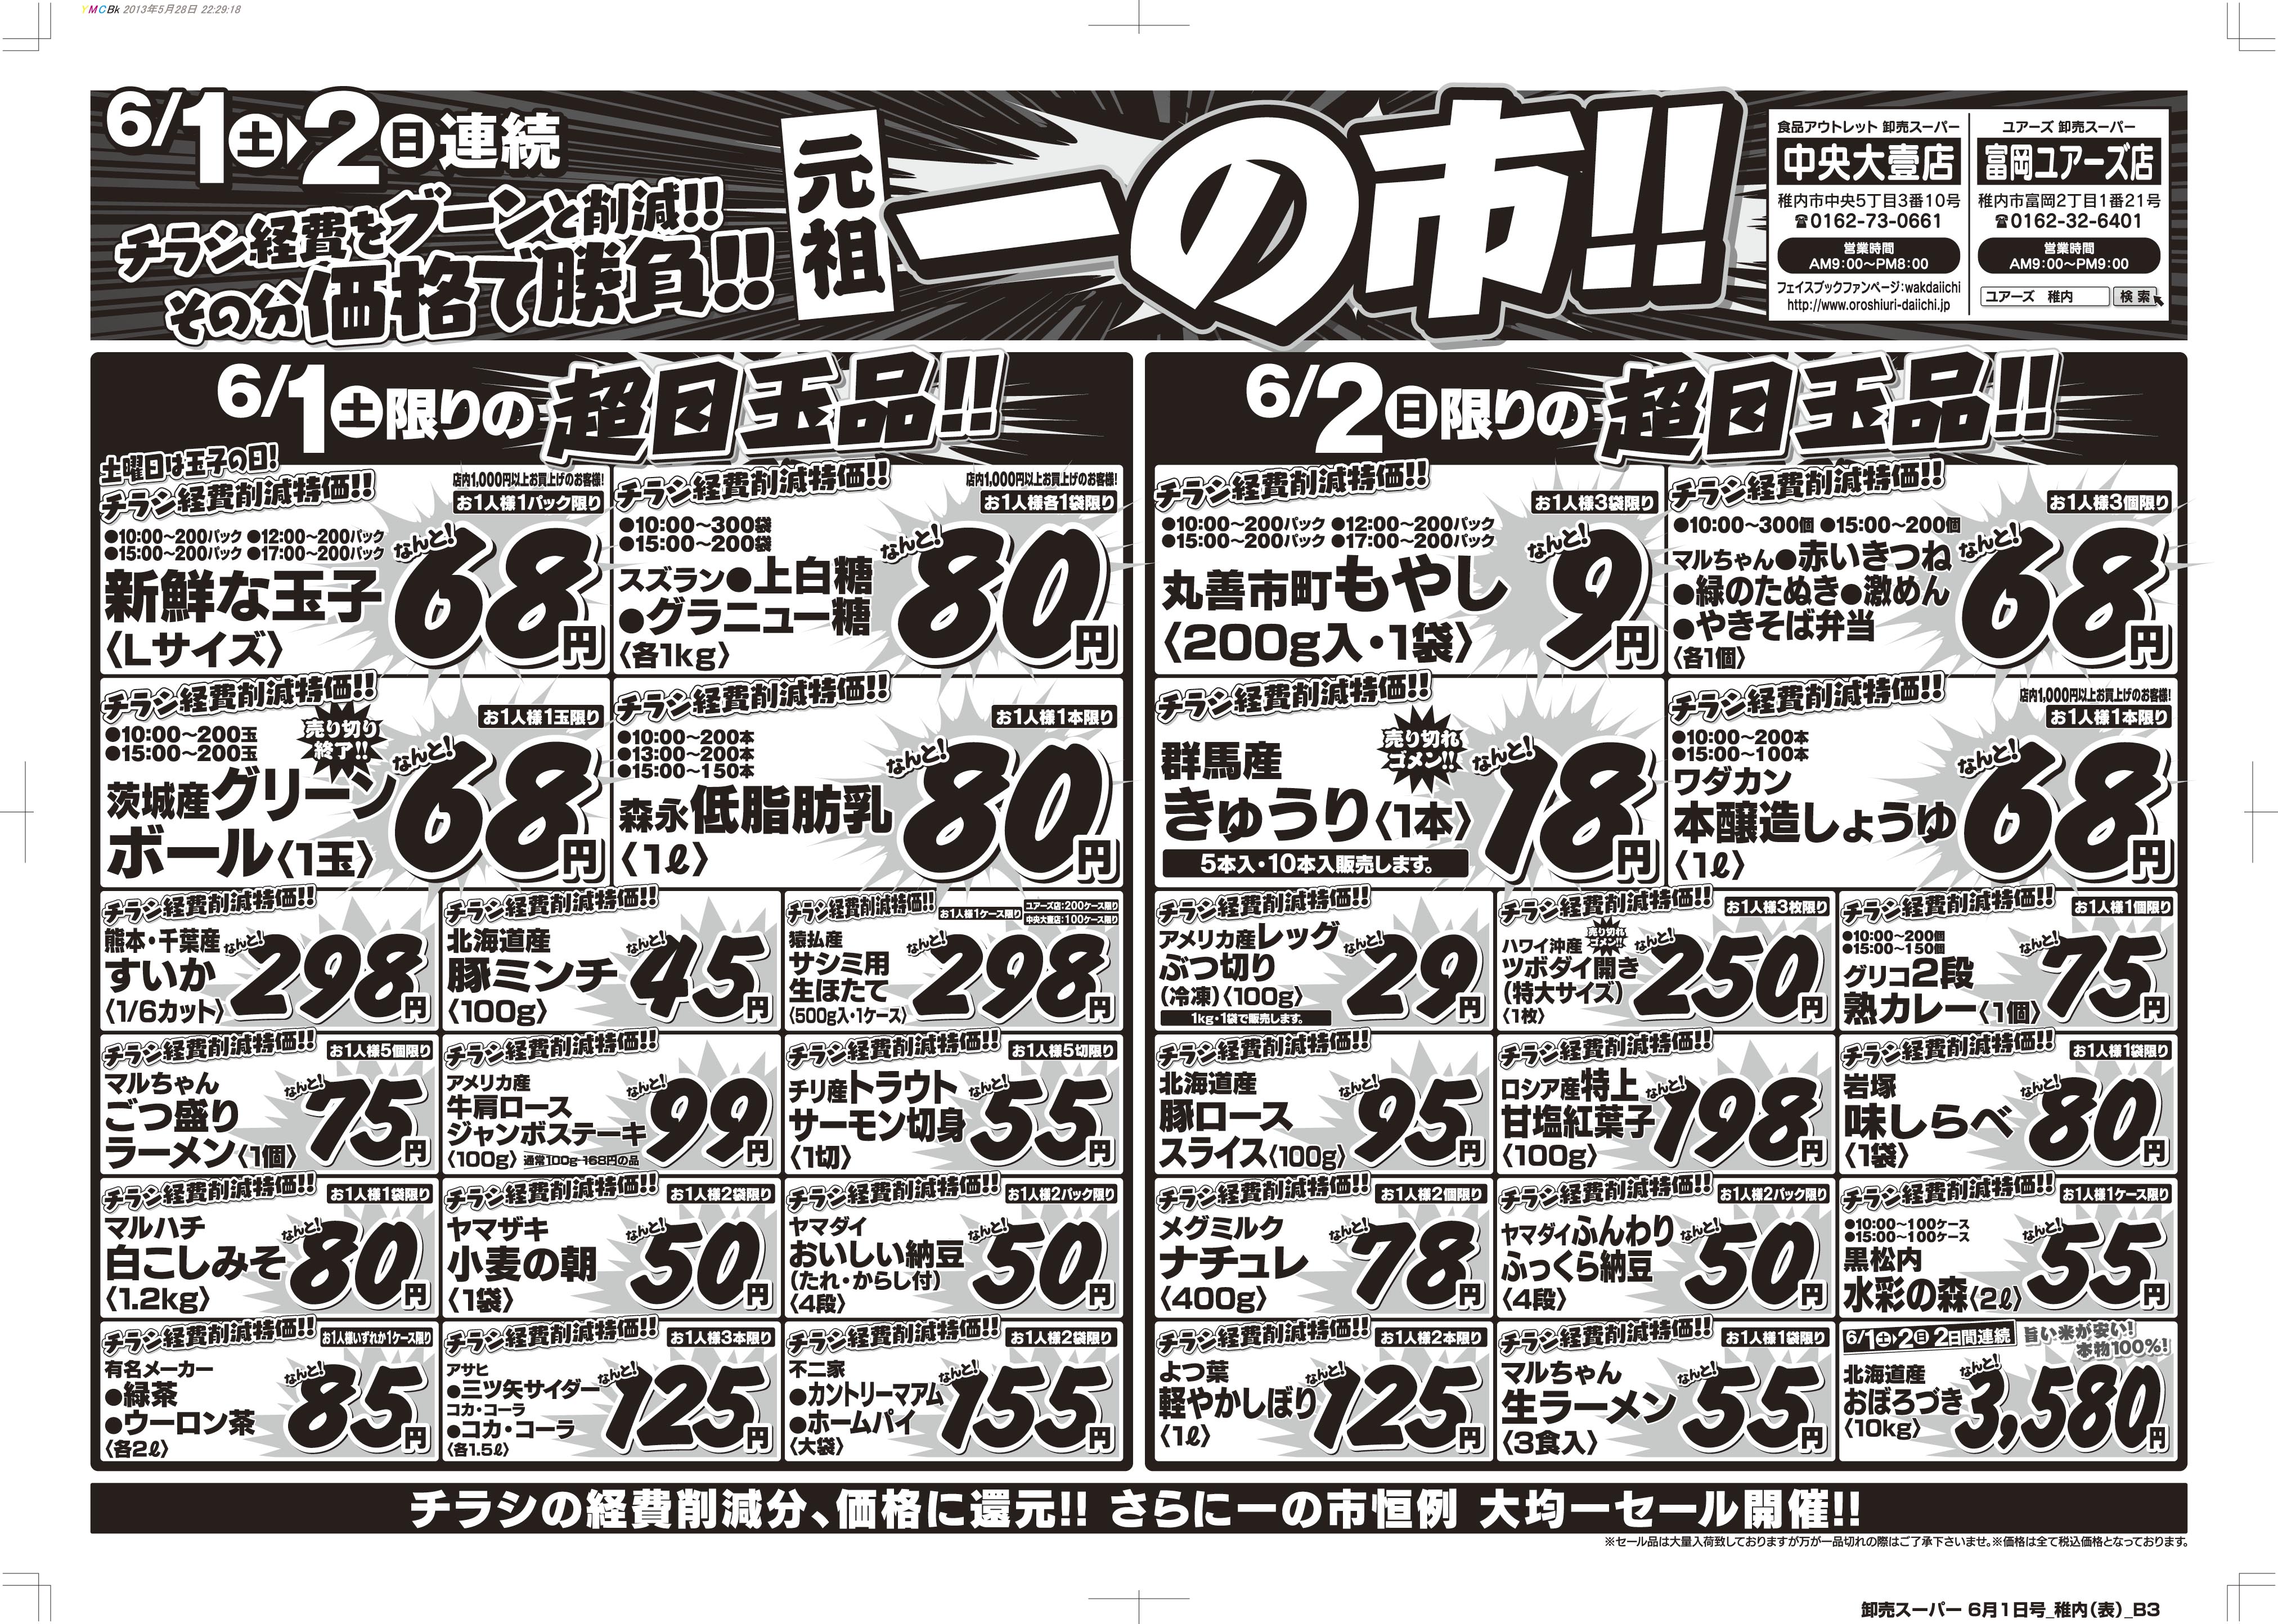 YMCBk 2013年5月28日 22:29:18
6/1土▶2日連続
チラシ経費をグーンと削減!!
その分価格で勝負!!
元祖
一の市!!
食品アウトレット 卸売スーパー
中央大壹店
稚内市中央5丁目3番10号
☎0162-73-0661
営業時間
AM9:00〜PM8:00
フェイスブックファンページ:wakdaiichi
http://www.oroshiuri-daiichi.jp
ユアーズ 卸売スーパー
富岡ユアーズ店
稚内市富岡2丁目1番21号
☎0162-32-6401
営業時間
AM9:00〜PM9:00
ユアーズ 稚内 検索
6/1土限りの超目玉品!!
土曜日は玉子の日!
チラシ経費削減特価!!
店内1,000円以上お買上げのお客様!
お1人様1パック限り
●10:00〜200パック ●12:00〜200パック
●15:00〜200パック ●17:00〜200パック
新鮮な玉子
〈Lサイズ〉
なんと!
68円
チラシ経費削減特価!!
店内1,000円以上お買上げのお客様!
お1人様各1袋限り
●10:00〜300袋
●15:00〜200袋
スズラン●上白糖
●グラニュー糖
〈各1kg〉
なんと!
80円
チラシ経費削減特価!!
お1人様1玉限り
●10:00〜200玉
●15:00〜200玉
売り切り
終了!!
茨城産グリーン
ボール〈1玉〉
なんと!
68円
チラシ経費削減特価!!
お1人様1本限り
●10:00〜200本
●13:00〜200本
●15:00〜150本
森永低脂肪乳
〈1ℓ〉
なんと!
80円
チラシ経費削減特価!!
熊本・千葉産
すいか
〈1/6カット〉
なんと!
298円
チラシ経費削減特価!!
北海道産
豚ミンチ
〈100g〉
なんと!
45円
チラシ経費削減特価!!
お1人様1ケース限り
ユアーズ店:200ケース限り
中央大壹店:100ケース限り
猿払産
サシミ用
生ほたて
〈500g入・1ケース〉
なんと!
298円
チラシ経費削減特価!!
お1人様5個限り
マルちゃん
ごつ盛り
ラーメン〈1個〉
なんと!
75円
チラシ経費削減特価!!
アメリカ産
牛肩ロース
ジャンボステーキ
〈100g〉 通常100g 168円の品
なんと!
99円
チラシ経費削減特価!!
お1人様5切限り
チリ産トラウト
サーモン切身
〈1切〉
なんと!
55円
チラシ経費削減特価!!
お1人様1袋限り
マルハチ
白こしみそ
〈1.2kg〉
なんと!
80円
チラシ経費削減特価!!
お1人様2袋限り
ヤマザキ
小麦の朝
〈1袋〉
なんと!
50円
チラシ経費削減特価!!
お1人様2パック限り
ヤマダイ
おいしい納豆
(たれ・からし付)
〈4段〉
なんと!
50円
チラシ経費削減特価!!
お1人様いずれか1ケース限り
有名メーカー
●緑茶
●ウーロン茶
〈各2ℓ〉
なんと!
85円
チラシ経費削減特価!!
お1人様3本限り
アサヒ
●三ツ矢サイダー
コカ・コーラ
●コカ・コーラ
〈各1.5ℓ〉
なんと!
125円
チラシ経費削減特価!!
お1人様2袋限り
不二家
●カントリーマアム
●ホームパイ
〈大袋〉
なんと!
155円
6/2日限りの超目玉品!!
チラシ経費削減特価!!
お1人様3袋限り
●10:00〜200パック ●12:00〜200パック
●15:00〜200パック ●17:00〜200パック
丸善市町もやし
〈200g入・1袋〉
なんと!
9円
チラシ経費削減特価!!
お1人様3個限り
●10:00〜300個 ●15:00〜200個
マルちゃん●赤いきつね
●緑のたぬき●激めん
●やきそば弁当
〈各1個〉
なんと!
68円
チラシ経費削減特価!!
売り切れ
ゴメン!!
群馬産
きゅうり〈1本〉
5本入・10本入販売します。
なんと!
18円
チラシ経費削減特価!!
店内1,000円以上お買上げのお客様!
お1人様1本限り
●10:00〜200本
●15:00〜100本
ワダカン
本醸造しょうゆ
〈1ℓ〉
なんと!
68円
チラシ経費削減特価!!
アメリカ産レッグ
ぶつ切り
(冷凍)〈100g〉
1kg・1袋で販売します。
なんと!
29円
チラシ経費削減特価!!
お1人様3枚限り
売り切れ
ゴメン!!
ハワイ沖産
ツボダイ開き
(特大サイズ)
〈1枚〉
なんと!
250円
チラシ経費削減特価!!
お1人様1個限り
●10:00〜200個
●15:00〜150個
グリコ2段
熟カレー〈1個〉
なんと!
75円
チラシ経費削減特価!!
北海道産
豚ロース
スライス〈100g〉
なんと!
95円
チラシ経費削減特価!!
ロシア産特上
甘塩紅葉子
〈100g〉
なんと!
198円
チラシ経費削減特価!!
お1人様1袋限り
岩塚
味しらべ
〈1袋〉
なんと!
80円
チラシ経費削減特価!!
お1人様2個限り
メグミルク
ナチュレ
〈400g〉
なんと!
78円
チラシ経費削減特価!!
お1人様2パック限り
ヤマダイふんわり
ふっくら納豆
〈4段〉
なんと!
50円
チラシ経費削減特価!!
お1人様1ケース限り
●10:00〜100ケース
●15:00〜100ケース
黒松内
水彩の森〈2ℓ〉
なんと!
55円
チラシ経費削減特価!!
お1人様2本限り
よつ葉
軽やかしぼり
〈1ℓ〉
なんと!
125円
チラシ経費削減特価!!
お1人様1袋限り
マルちゃん
生ラーメン
〈3食入〉
なんと!
55円
6/1土▶2日 2日間連続
旨い米が安い!
本物100%!
北海道産
おぼろづき
〈10kg〉
なんと!
3,580円
チラシの経費削減分、価格に還元!! さらに一の市恒例 大均一セール開催!!
※セール品は大量入荷致しておりますが万が一品切れの際はご了承下さいませ。※価格は全て税込価格となっております。
卸売スーパー 6月1日号_稚内(表)_B3